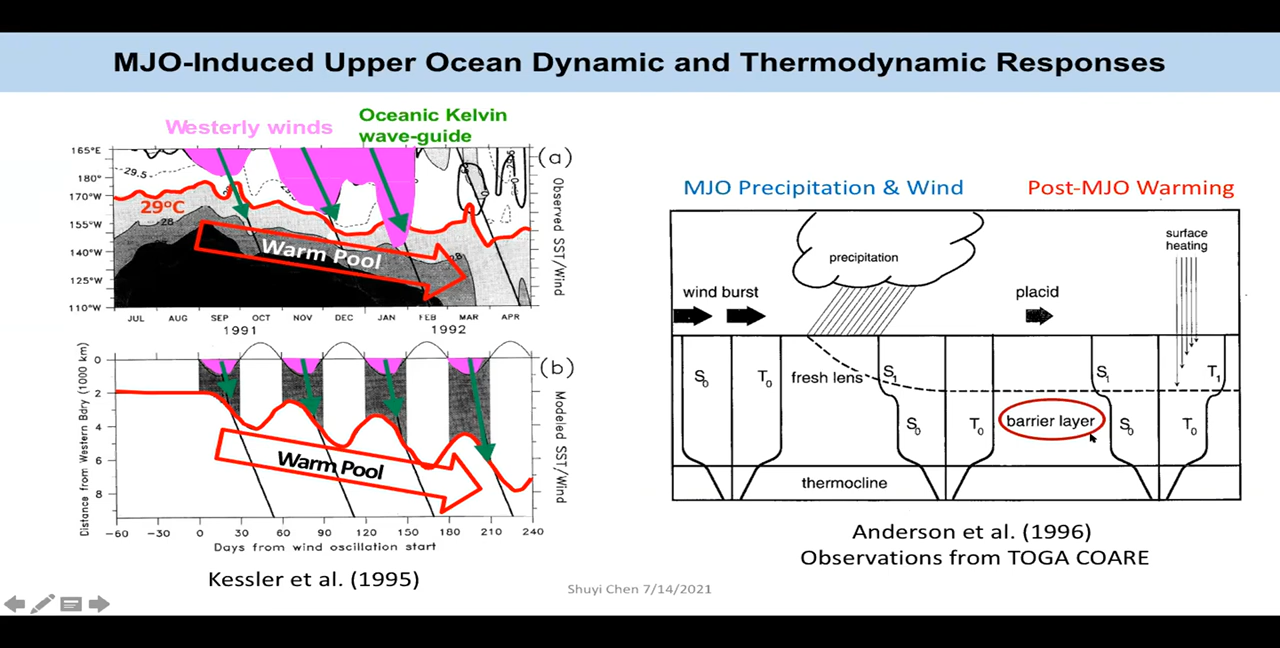 MJO-Induced Upper Ocean Dynamic and Thermodynamic Responses
Westerly winds
Oceanic Kelvin
wave-guide
165°E
180°
170°W
155°W
140°W
125°W
110°W
29.5
29°C
28
28
Warm Pool
(a)
Observed SST/Wind
JUL AUG SEP OCT NOV DEC JAN FEB MAR APR
1991 1992
Distance from Western Bdry (1000 km)
0
2
4
6
8
Warm Pool
(b)
Modeled SST/Wind
-60 -30 0 30 60 90 120 150 180 210 240
Days from wind oscillation start
Kessler et al. (1995)
MJO Precipitation & Wind
Post-MJO Warming
precipitation
surface
heating
wind burst
placid
S0 T0 fresh lens S1 S1 T1
S0 T0 barrier layer S0 T0
thermocline
Anderson et al. (1996)
Observations from TOGA COARE
Shuyi Chen 7/14/2021